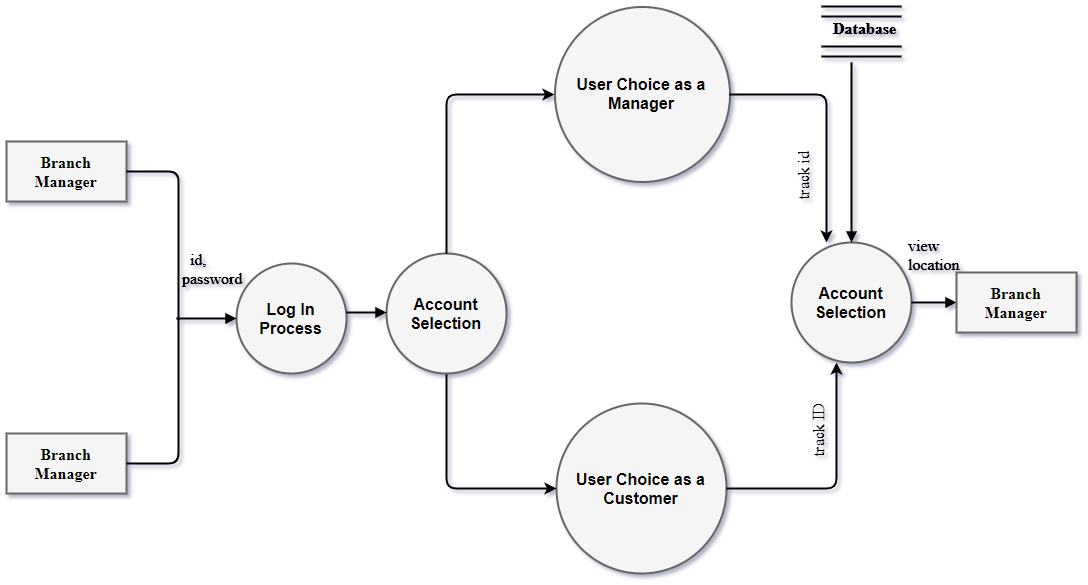 Database
User Choice as a
Manager
track id
Branch
Manager
id,
password
Log In
Process
Account
Selection
view
location
Account
Selection
Branch
Manager
Branch
Manager
track ID
User Choice as a
Customer